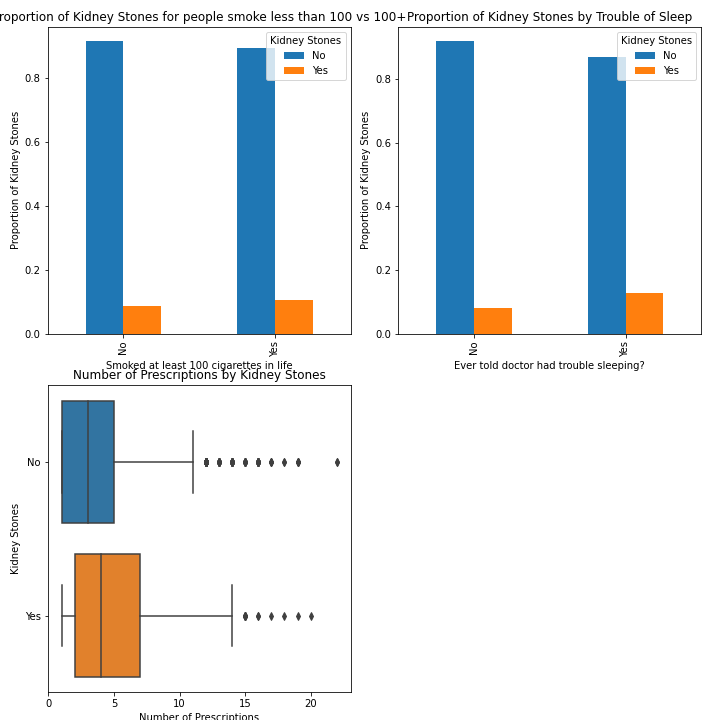 roportion of Kidney Stones for people smoke less than 100 vs 100+
Proportion of Kidney Stones
0.8
0.6
0.4
0.2
0.0
Kidney Stones
No
Yes
No
Yes
Smoked at least 100 cigarettes in life
Proportion of Kidney Stones by Trouble of Sleep
Proportion of Kidney Stones
0.8
0.6
0.4
0.2
0.0
Kidney Stones
No
Yes
No
Yes
Ever told doctor had trouble sleeping?
Number of Prescriptions by Kidney Stones
Kidney Stones
No
Yes
0
5
10
15
20
Number of Prescriptions